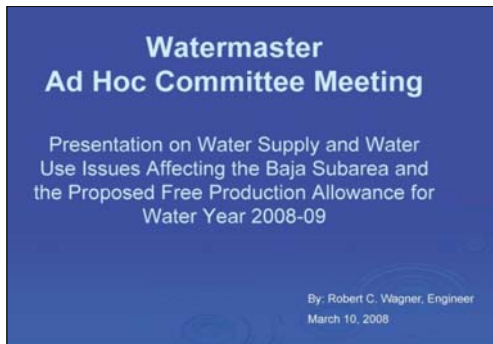 Watermaster
Ad Hoc Committee Meeting
Presentation on Water Supply and Water
Use Issues Affecting the Baja Subarea and
the Proposed Free Production Allowance for
Water Year 2008-09
By: Robert C. Wagner, Engineer
March 10, 2008